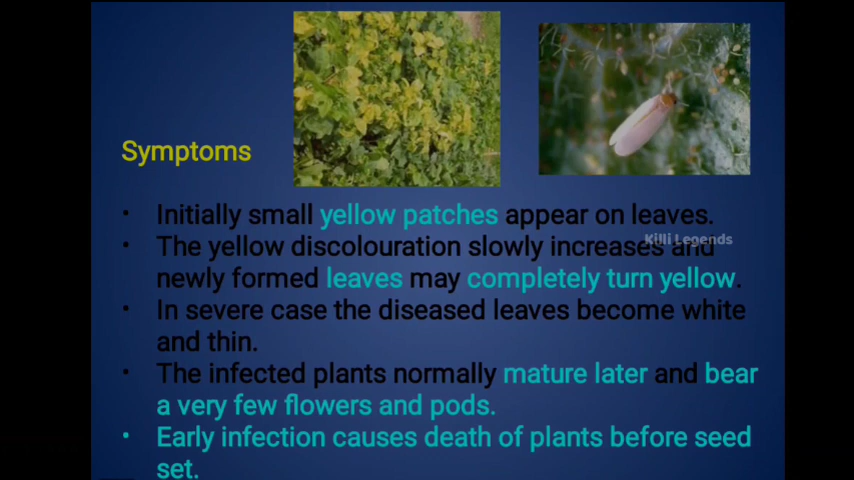 Symptoms
• Initially small yellow patches appear on leaves.
• The yellow discolouration slowly increases and
Killi Legends
newly formed leaves may completely turn yellow.
• In severe case the diseased leaves become white
and thin.
• The infected plants normally mature later and bear
a very few flowers and pods.
• Early infection causes death of plants before seed
set.